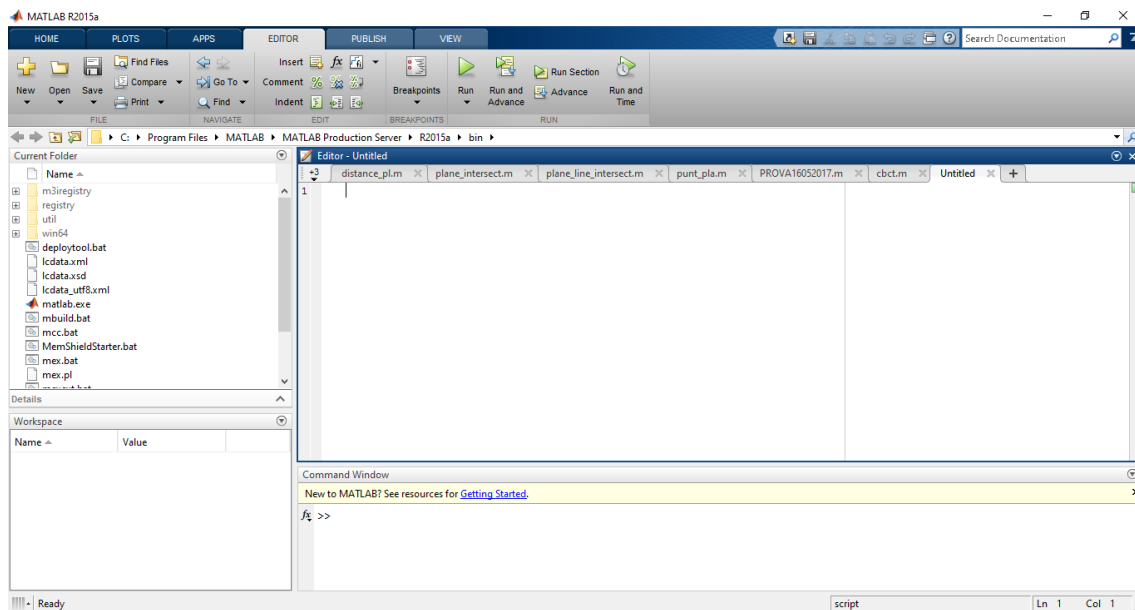 MATLAB R2015a
HOME PLOTS APPS EDITOR PUBLISH VIEW Search Documentation
New Open Save Find Files Compare Print
FILE
Go To Find
NAVIGATE
Insert fx
Comment %
Indent
EDIT
Breakpoints
BREAKPOINTS
Run Run and Advance Run Section Advance Run and Time
RUN
C: Program Files MATLAB MATLAB Production Server R2015a bin
Current Folder
Name
m3iregistry
registry
util
win64
deploytool.bat
lcdata.xml
lcdata.xsd
lcdata_utf8.xml
matlab.exe
mbuild.bat
mcc.bat
MemShieldStarter.bat
mex.bat
mex.pl
Details
Workspace
Name Value
Editor - Untitled
+3 distance_pl.m plane_intersect.m plane_line_intersect.m punt_pla.m PROVA16052017.m cbct.m Untitled +
1
Command Window
New to MATLAB? See resources for Getting Started.
fx >>
Ready script Ln 1 Col 1